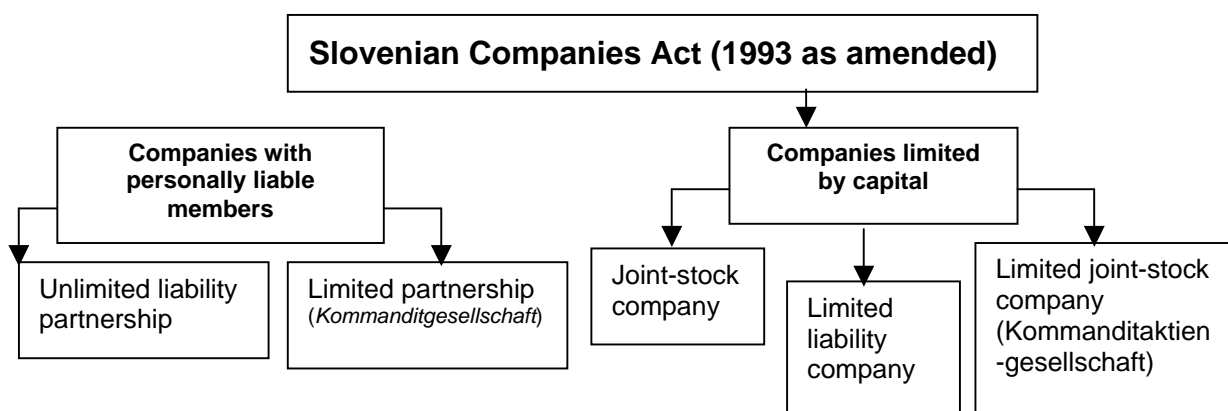 Slovenian Companies Act (1993 as amended)
Companies with
personally liable
members
Companies limited
by capital
Unlimited liability
partnership
Limited partnership
(Kommanditgesellschaft)
Joint-stock
company
Limited
liability
company
Limited joint-stock
company
(Kommanditaktien
-gesellschaft)